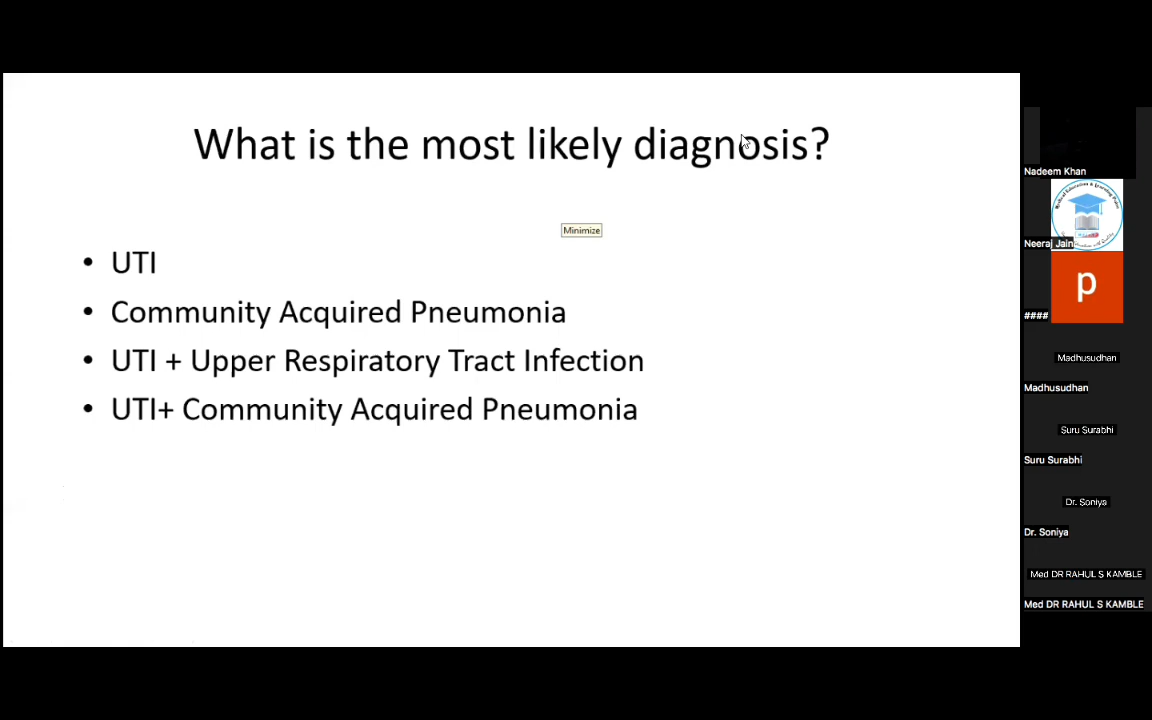 What is the most likely diagnosis?
Minimize
• UTI
• Community Acquired Pneumonia
• UTI + Upper Respiratory Tract Infection
• UTI+ Community Acquired Pneumonia
Nadeem Khan
Neeraj Jain
p
####
Madhusudhan
Madhusudhan
Suru Surabhi
Suru Surabhi
Dr. Soniya
Dr. Soniya
Med DR RAHUL S KAMBLE
Med DR RAHUL S KAMBLE